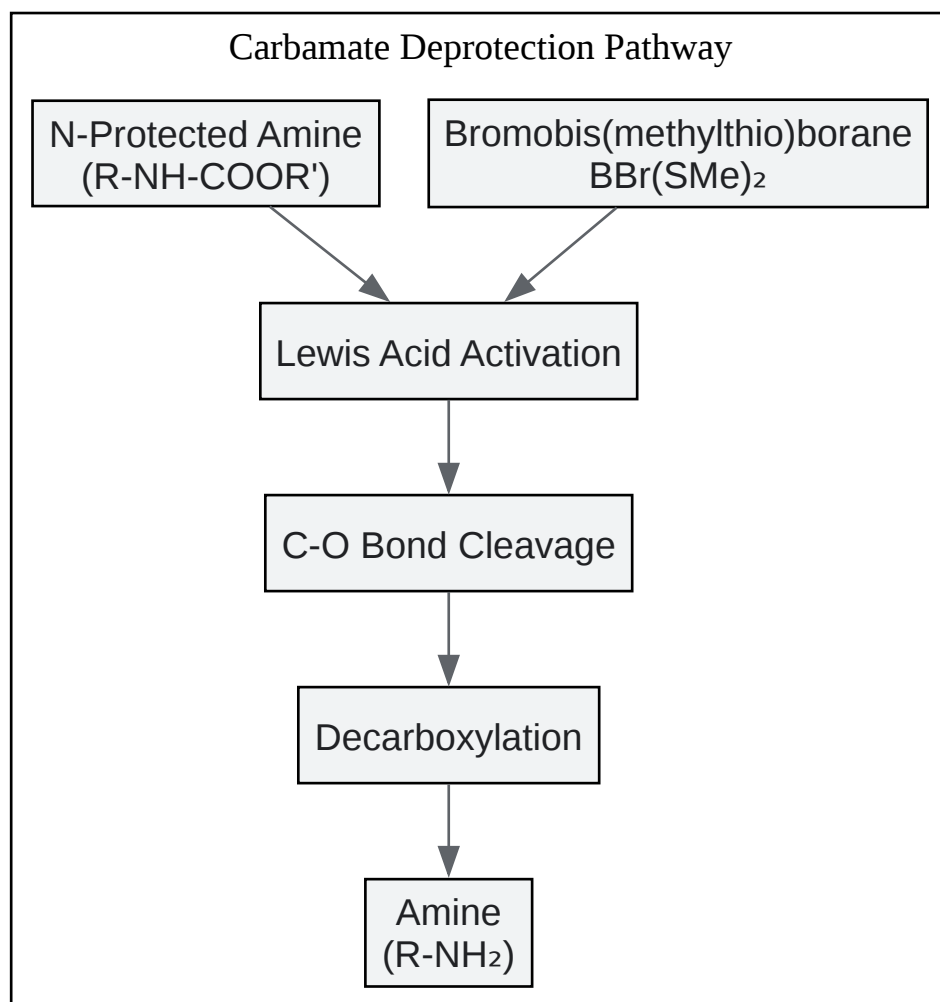 Carbamate Deprotection Pathway
N-Protected Amine
(R-NH-COOR')
Bromobis(methylthio)borane
BBr(SMe)₂
Lewis Acid Activation
C-O Bond Cleavage
Decarboxylation
Amine
(R-NH₂)